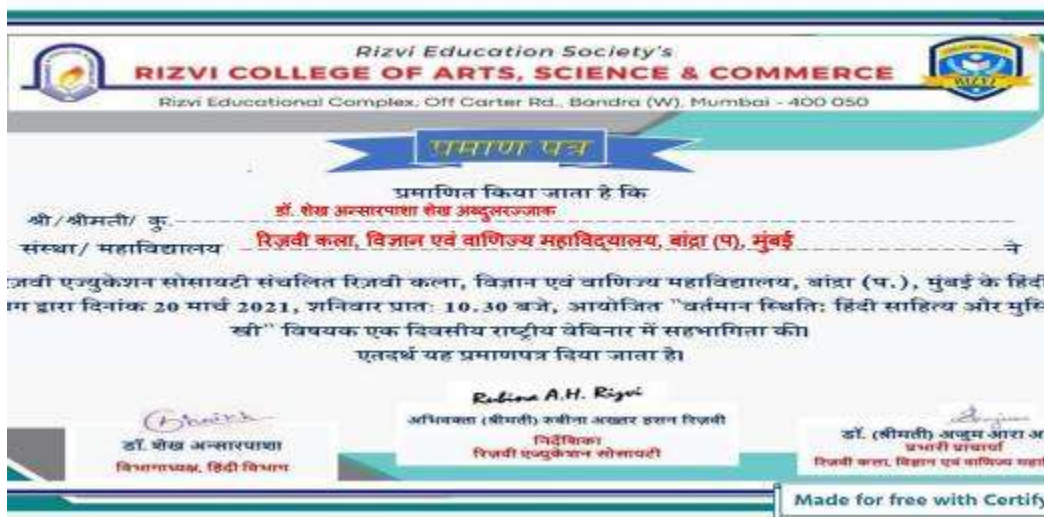 Rizvi Education Society's
RIZVI COLLEGE OF ARTS, SCIENCE & COMMERCE
RIZVI
Rizvi Educational Complex, Off Carter Rd., Bandra (W), Mumbai - 400 050
प्रमाण पत्र
प्रमाणित किया जाता है कि
श्री/श्रीमती/ कु. डॉ. शेख अन्सारपाशा शेख अब्दुलरज्जाक
संस्था/ महाविद्यालय रिज़वी कला, विज्ञान एवं वाणिज्य महाविद्यालय, बांद्रा (प), मुंबई ने
ज़वी एज्युकेशन सोसायटी संचलित रिज़वी कला, विज्ञान एवं वाणिज्य महाविद्यालय, बांद्रा (प.), मुंबई के हिंदी
ग द्वारा दिनांक 20 मार्च 2021, शनिवार प्रातः 10.30 बजे, आयोजित "वर्तमान स्थिति: हिंदी साहित्य और मुस्
स्त्री" विषयक एक दिवसीय राष्ट्रीय वेबिनार में सहभागिता की।
एतदर्थ यह प्रमाणपत्र दिया जाता है।
Rubina A.H. Rizvi
अभिवक्ता (श्रीमती) रुबीना अख्तर हसन रिज़वी
निर्देशिका
रिज़वी एज्युकेशन सोसायटी
डॉ. शेख अन्सारपाशा
विभागाध्यक्ष, हिंदी विभाग
डॉ. (श्रीमती) अंजुम आरा अ
प्रभारी प्राचार्या
रिज़वी कला, विज्ञान एवं वाणिज्य महा
Made for free with Certify